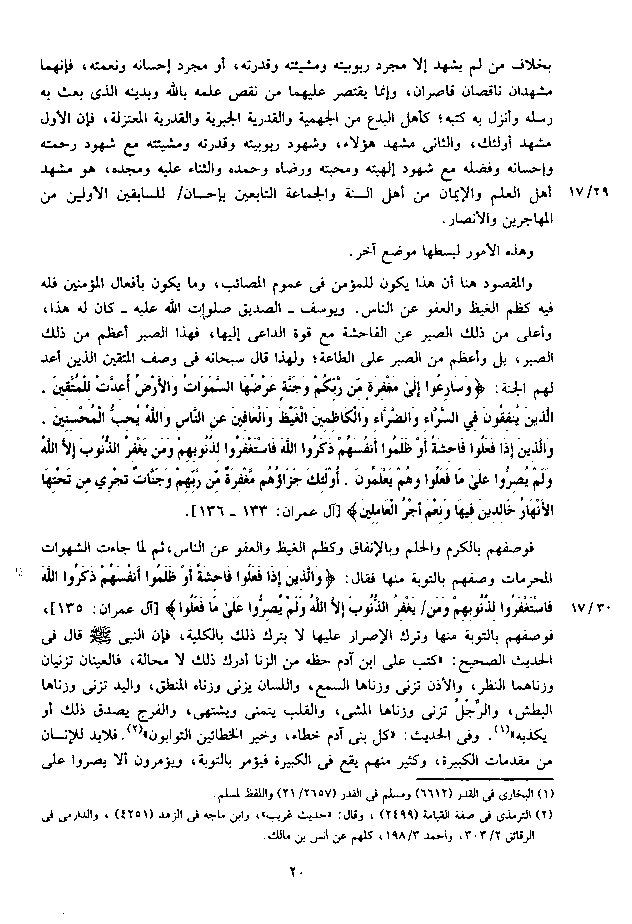 بخلاف من لم يشهد إلا مجرد ربوبيته ومشيئته وقدرته، أو مجرد إحسانه ونعمته، فإنهما
مشهدان ناقصان قاصران، وإنما يقتصر عليهما من نقص علمه بالله وبدينه الذى بعث به
رسله وأنزل به كتبه؛ كأهل البدع من الجهمية والقدرية الجبرية والقدرية المعتزلة، فإن الأول
مشهد أولئك، والثانى مشهد هؤلاء، وشهود ربوبيته وقدرته ومشيئته مع شهود رحمته
وإحسانه وفضله مع شهود إلهيته ومحبته ورضاه وحمده والثناء عليه ومجده، هو مشهد
١٧/٢٩ أهل العلم والإيمان من أهل السنة والجماعة التابعين بإحسان/ للسابقين الأولين من
المهاجرين والأنصار.
وهذه الأمور لبسطها موضع آخر.
والمقصود هنا أن هذا يكون للمؤمن فى عموم المصائب، وما يكون بأفعال المؤمنين فله
فيه كظم الغيظ والعفو عن الناس. ويوسف ـ الصديق صلوات الله عليه ـ كان له هذا،
وأعلى من ذلك الصبر عن الفاحشة مع قوة الداعى إليها، فهذا الصبر أعظم من ذلك
الصبر، بل وأعظم من الصبر على الطاعة؛ ولهذا قال سبحانه فى وصف المتقين الذين أعد
لهم الجنة: ﴿وَسَارِعُوا إِلَىٰ مَغْفِرَةٍ مِّن رَّبِّكُمْ وَجَنَّةٍ عَرْضُهَا السَّمَوَاتُ وَالأَرْضُ أُعِدَّتْ لِلْمُتَّقِينَ .
الَّذِينَ يُنفِقُونَ فِي السَّرَّاءِ وَالضَّرَّاءِ وَالْكَاظِمِينَ الْغَيْظَ وَالْعَافِينَ عَنِ النَّاسِ وَاللَّهُ يُحِبُّ الْمُحْسِنِينَ .
وَالَّذِينَ إِذَا فَعَلُوا فَاحِشَةً أَوْ ظَلَمُوا أَنفُسَهُمْ ذَكَرُوا اللَّهَ فَاسْتَغْفَرُوا لِذُنُوبِهِمْ وَمَن يَغْفِرُ الذُّنُوبَ إِلاَّ اللَّهُ
وَلَمْ يُصِرُّوا عَلَىٰ مَا فَعَلُوا وَهُمْ يَعْلَمُونَ . أُوْلَئِكَ جَزَاؤُهُم مَّغْفِرَةٌ مِّن رَّبِّهِمْ وَجَنَّاتٌ تَجْرِي مِن تَحْتِهَا
الأَنْهَارُ خَالِدِينَ فِيهَا وَنِعْمَ أَجْرُ الْعَامِلِينَ﴾ [آل عمران: ١٣٣ ـ ١٣٦].
فوصفهم بالكرم والحلم وبالإنفاق وكظم الغيظ والعفو عن الناس، ثم لما جاءت الشهوات
المحرمات وصفهم بالتوبة منها فقال: ﴿وَالَّذِينَ إِذَا فَعَلُوا فَاحِشَةً أَوْ ظَلَمُوا أَنفُسَهُمْ ذَكَرُوا اللَّهَ
١٧/٣٠ فَاسْتَغْفَرُوا لِذُنُوبِهِمْ وَمَن/ يَغْفِرُ الذُّنُوبَ إِلاَّ اللَّهُ وَلَمْ يُصِرُّوا عَلَىٰ مَا فَعَلُوا﴾ [آل عمران: ١٣٥]،
فوصفهم بالتوبة منها وترك الإصرار عليها لا بترك ذلك بالكلية، فإن النبى ﷺ قال فى
الحديث الصحيح: «كتب على ابن آدم حظه من الزنا أدرك ذلك لا محالة، فالعينان تزنيان
وزناهما النظر، والأذن تزنى وزناها السمع، واللسان يزنى وزناه المنطق، واليد تزنى وزناها
البطش، والرِّجْلُ تزنى وزناها المشى، والقلب يتمنى ويشتهى، والفرج يصدق ذلك أو
يكذبه»(١). وفى الحديث: «كل بنى آدم خطاء، وخير الخطائين التوابون»(٢). فلابد للإنسان
من مقدمات الكبيرة، وكثير منهم يقع فى الكبيرة فيؤمر بالتوبة، ويؤمرون ألا يصروا على
(١) البخارى فى القدر (٦٦١٢) ومسلم فى القدر (٢٦٥٧/ ٢١) واللفظ لمسلم.
(٢) الترمذى فى صفة القيامة (٢٤٩٩) ، وقال: «حديث غريب»، وابن ماجه فى الزهد (٤٢٥١) ، والدارمى فى
الرقائق ٢/ ٣٠٣، وأحمد ٣/ ١٩٨، كلهم عن أنس بن مالك.
٢٠